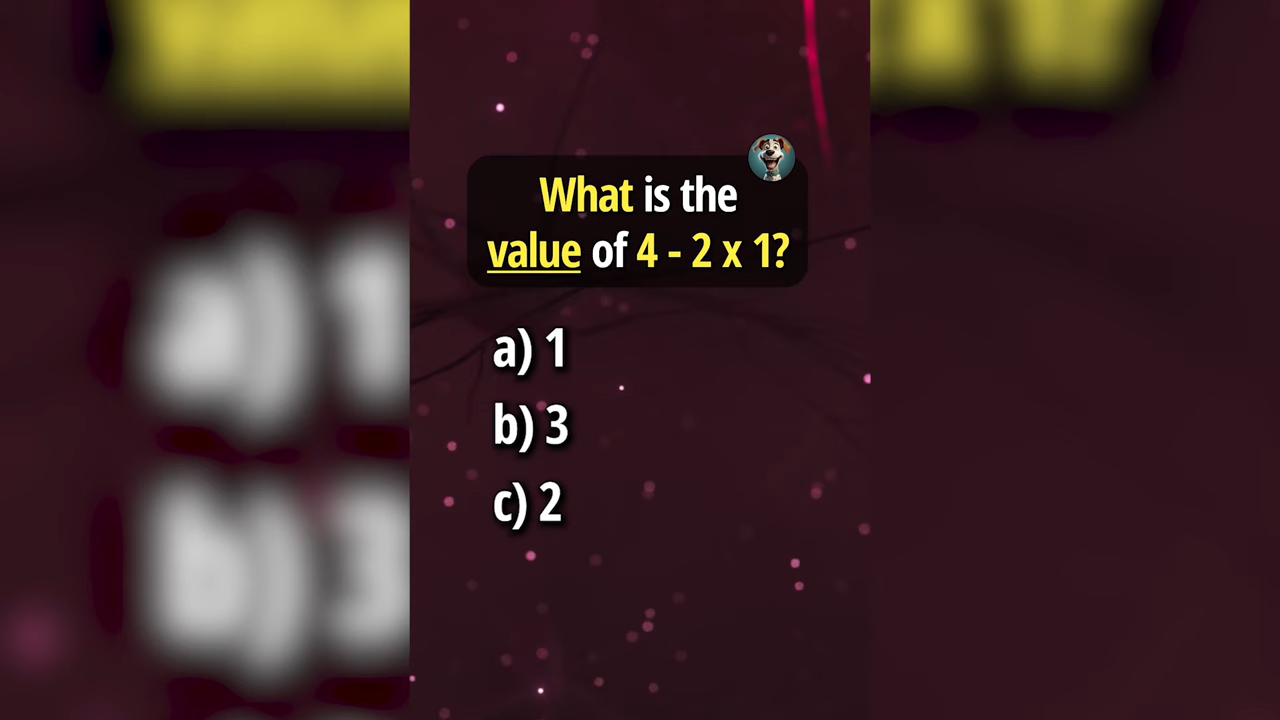 What is the
value of 4 - 2 x 1?
a) 1
b) 3
c) 2